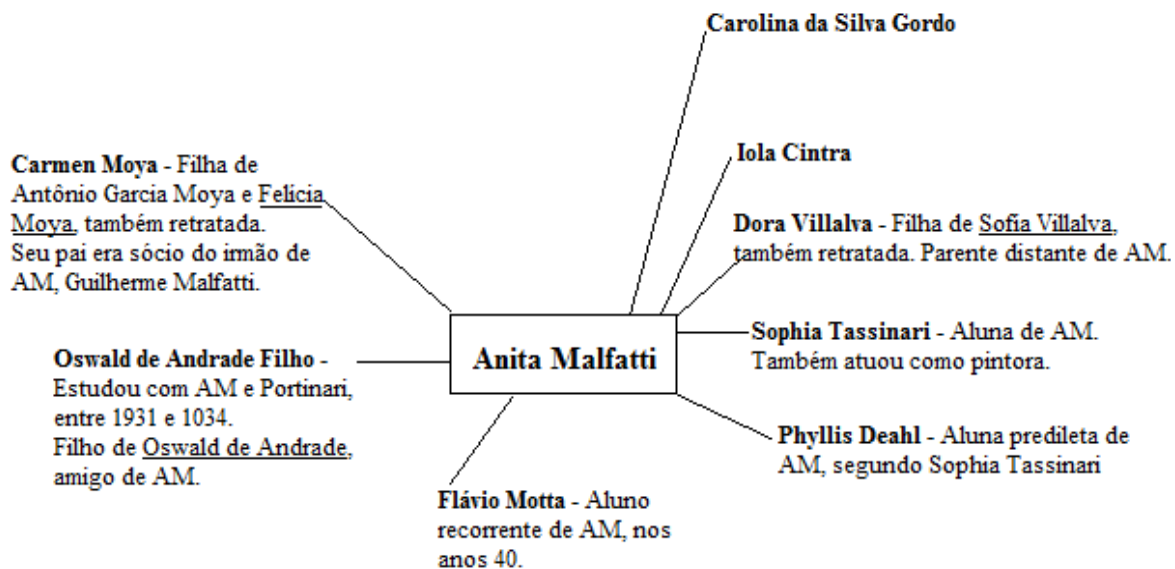 Carolina da Silva Gordo
Iola Cintra
Carmen Moya - Filha de
Antônio Garcia Moya e Felícia
Moya, também retratada.
Seu pai era sócio do irmão de
AM, Guilherme Malfatti.
Dora Villalva - Filha de Sofia Villalva,
também retratada. Parente distante de AM.
Anita Malfatti
Sophia Tassinari - Aluna de AM.
Também atuou como pintora.
Oswald de Andrade Filho -
Estudou com AM e Portinari,
entre 1931 e 1034.
Filho de Oswald de Andrade,
amigo de AM.
Phyllis Deahl - Aluna predileta de
AM, segundo Sophia Tassinari
Flávio Motta - Aluno
recorrente de AM, nos
anos 40.